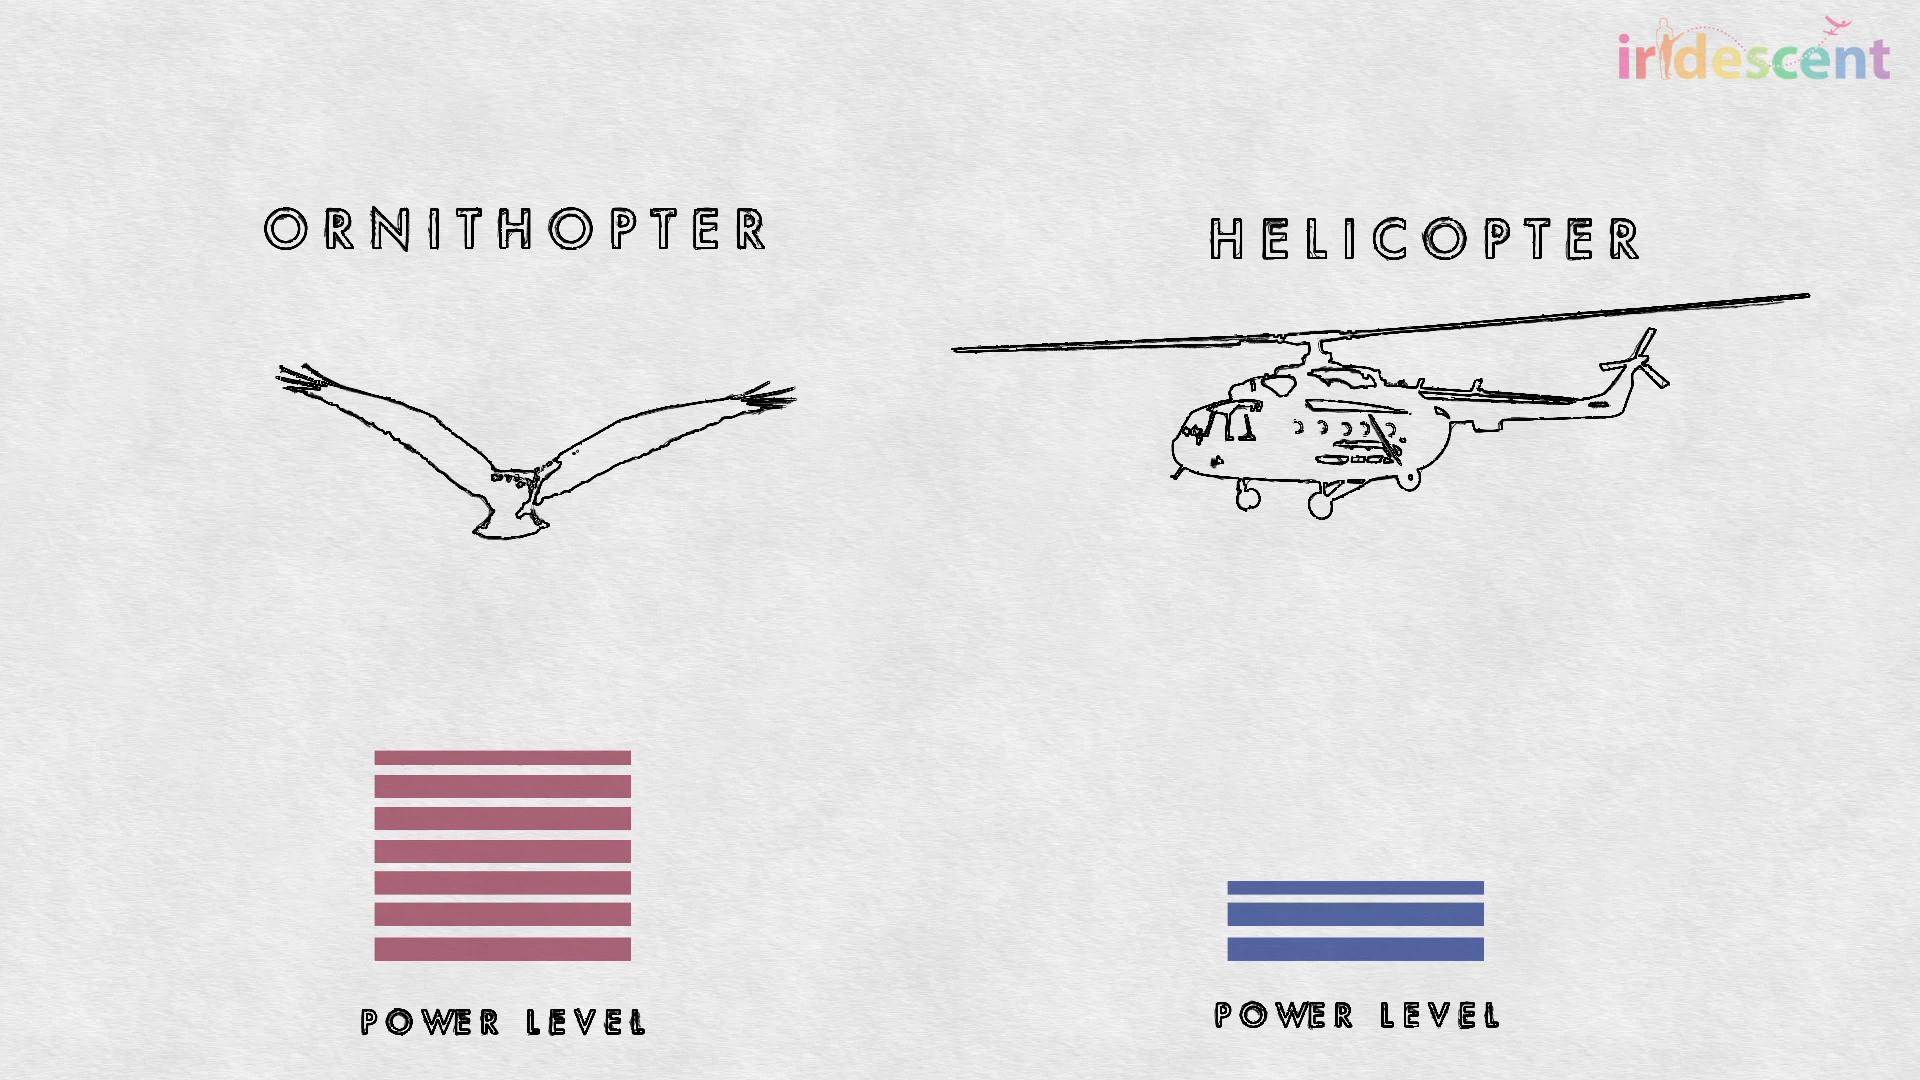 iridescent
ORNITHOPTER
HELICOPTER
POWER LEVEL
POWER LEVEL